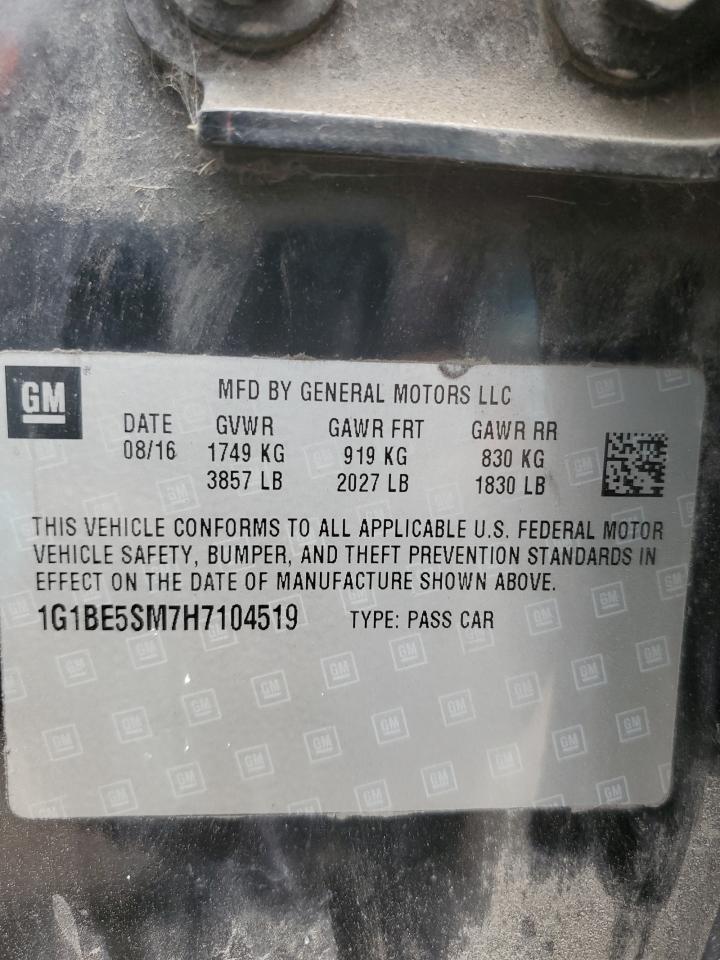 GM
MFD BY GENERAL MOTORS LLC
DATE GVWR GAWR FRT GAWR RR
08/16 1749 KG 919 KG 830 KG
3857 LB 2027 LB 1830 LB
THIS VEHICLE CONFORMS TO ALL APPLICABLE U.S. FEDERAL MOTOR
VEHICLE SAFETY, BUMPER, AND THEFT PREVENTION STANDARDS IN
EFFECT ON THE DATE OF MANUFACTURE SHOWN ABOVE.
1G1BE5SM7H7104519 TYPE: PASS CAR